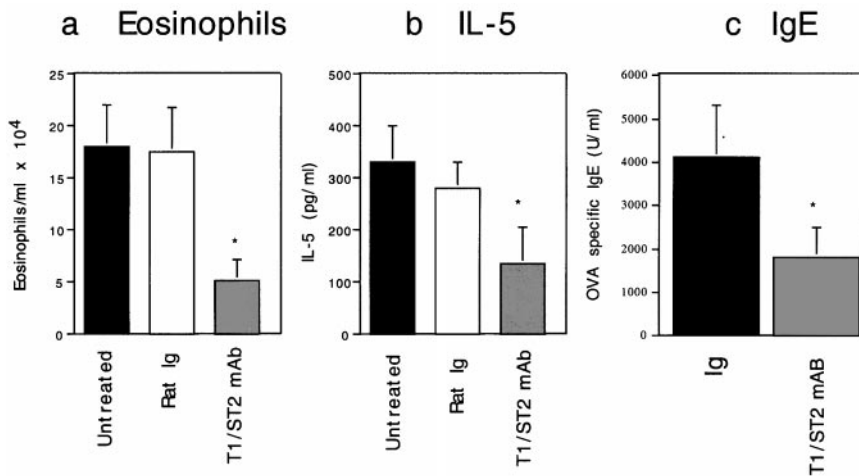 a Eosinophils
25
20
15
10
5
0
Eosinophils/ml x 10⁴
Untreated
Rat Ig
T1/ST2 mAb
*
b IL-5
500
400
300
200
100
0
IL-5 (pg/ml)
Untreated
Rat Ig
T1/ST2 mAb
*
c IgE
6000
5000
4000
3000
2000
1000
0
OVA specific IgE (U/ml)
Ig
T1/ST2 mAB
*